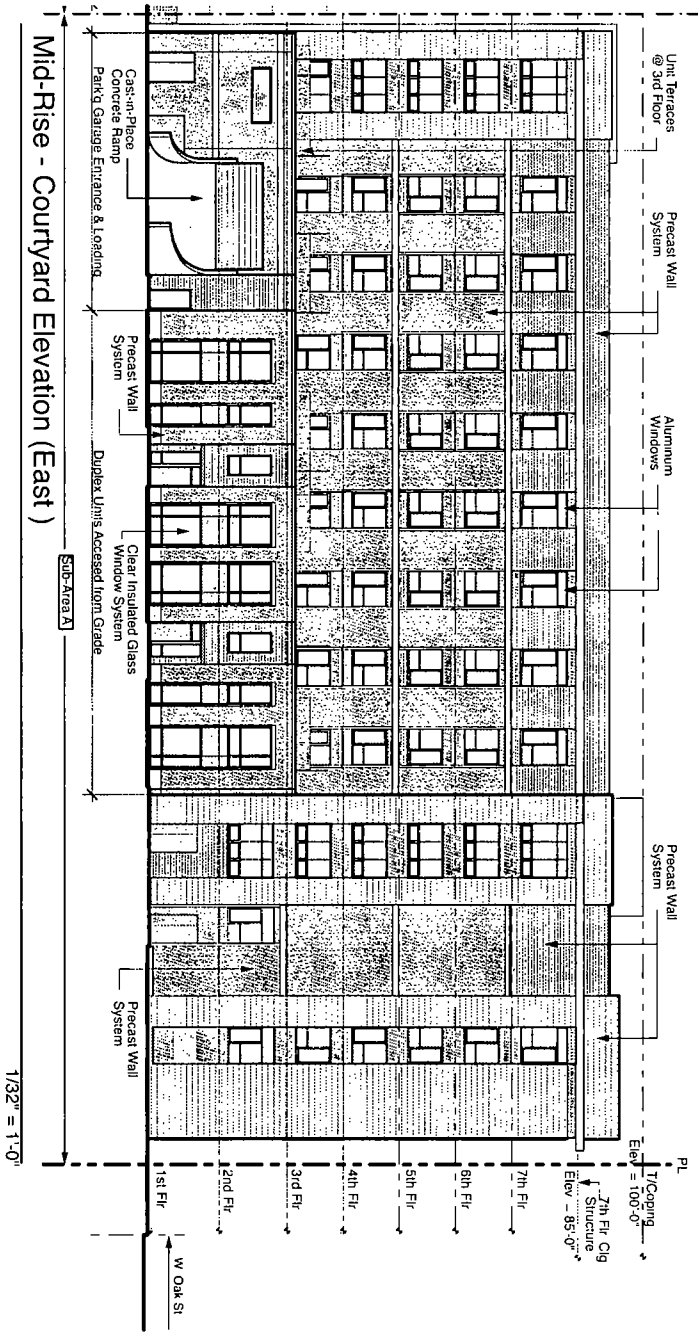 Unit Terraces
@ 3rd Floor
Precast Wall
System
Aluminum
Windows
Precast Wall
System
PL
T/Coping
Elev = 100'-0"
7th Flr Clg
Structure
Elev - 85'-0"
7th Flr
6th Flr
5th Flr
4th Flr
3rd Flr
2nd Flr
1st Flr
W. Oak St
Cast-in-Place
Concrete Ramp
Park'g Garage Entrance & Loading
Precast Wall
System
Duplex Units Accesed from Grade
Clear Insulated Glass
Window System
Precast Wall
System
Sub-Area A
Mid-Rise - Courtyard Elevation (East )
1/32" = 1'-0"